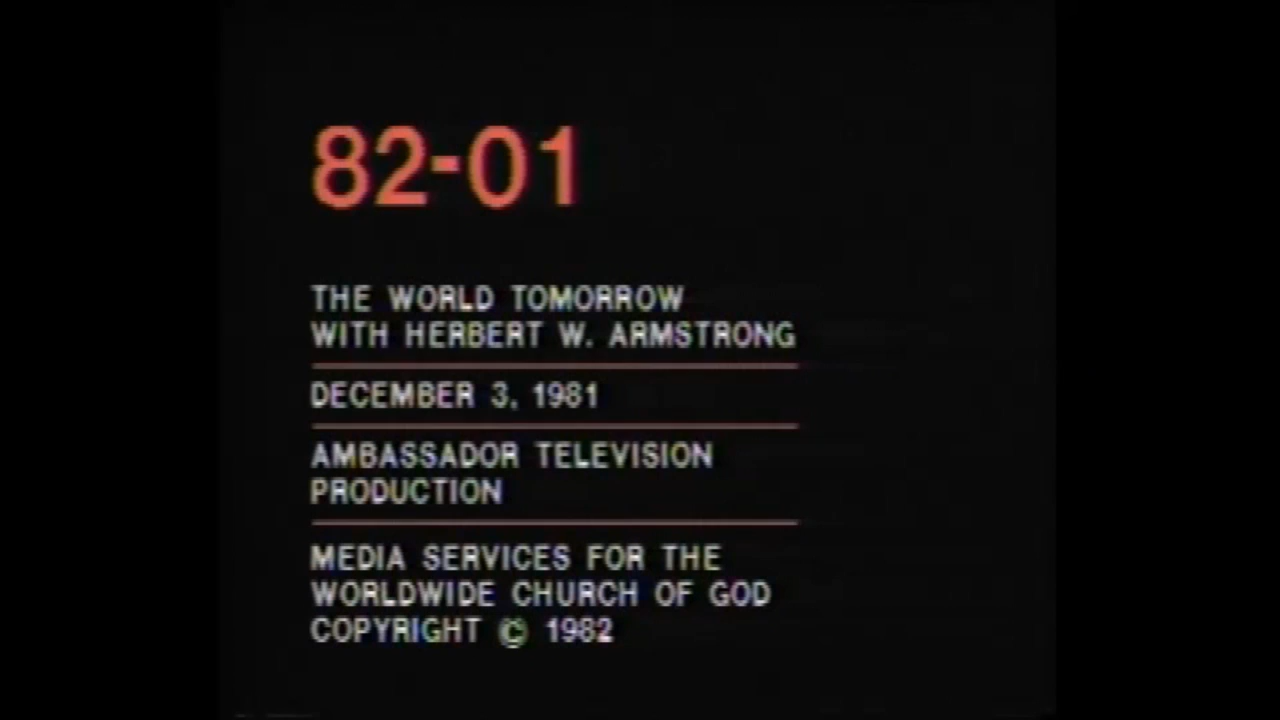 82-01
THE WORLD TOMORROW
WITH HERBERT W. ARMSTRONG
DECEMBER 3, 1981
AMBASSADOR TELEVISION
PRODUCTION
MEDIA SERVICES FOR THE
WORLDWIDE CHURCH OF GOD
COPYRIGHT © 1982